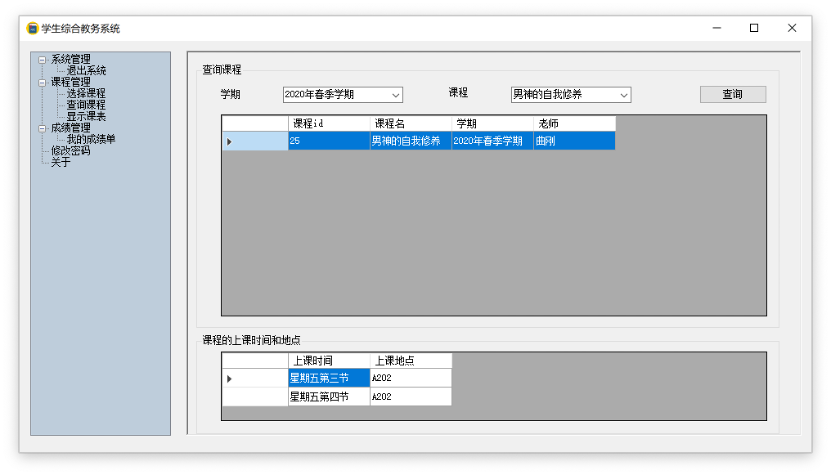 学生综合教务系统
系统管理
退出系统
课程管理
选择课程
查询课程
显示课表
成绩管理
我的成绩单
修改密码
关于
查询课程
学期 2020年春季学期 课程 男神的自我修养 查询
课程id 课程名 学期 老师
25 男神的自我修养 2020年春季学期 曲刚
课程的上课时间和地点
上课时间 上课地点
星期五第三节 A202
星期五第四节 A202